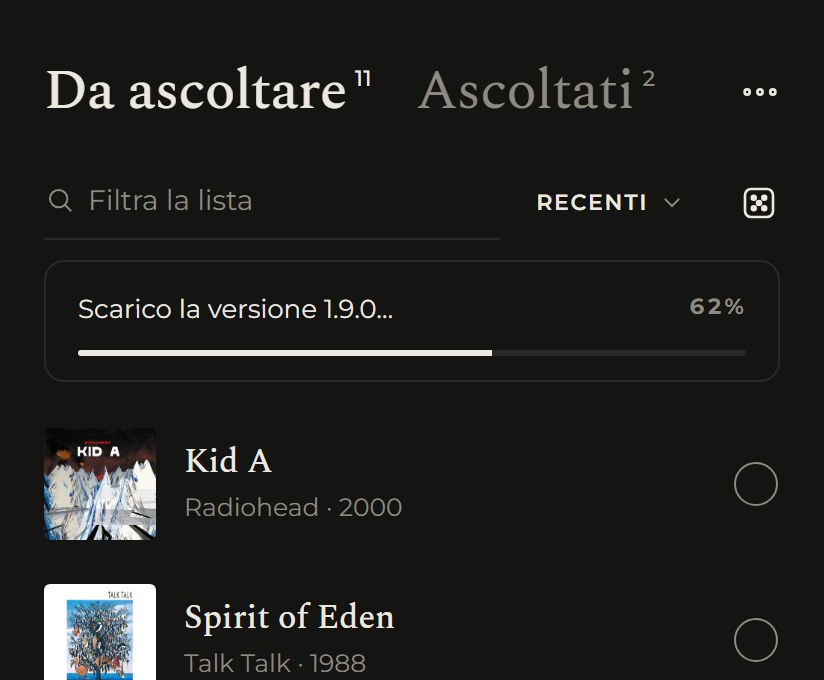 Da ascoltare 11 Ascoltati 2
Filtra la lista RECENTI
Scarico la versione 1.9.0... 62%
RADIOHEAD
KID A
Kid A
Radiohead · 2000
TALK TALK
Spirit of Eden
Talk Talk · 1988